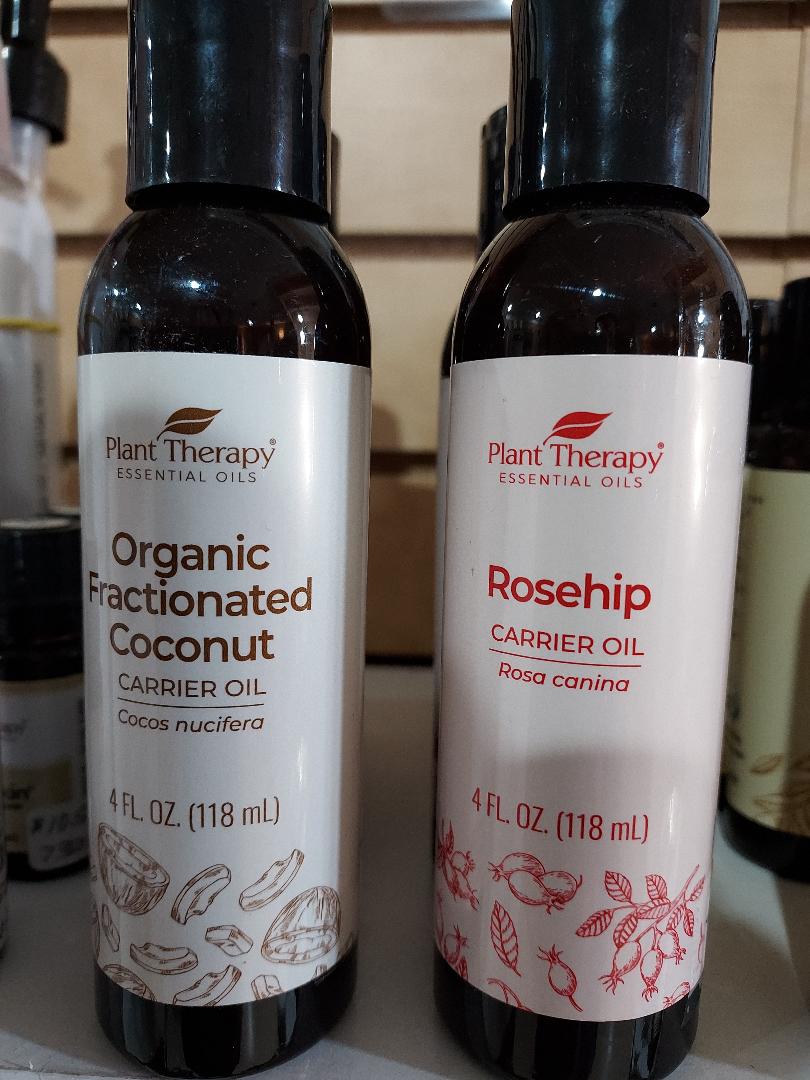 Plant Therapy®
ESSENTIAL OILS
Organic
Fractionated
Coconut
CARRIER OIL
Cocos nucifera
4 FL. OZ. (118 mL)
Plant Therapy®
ESSENTIAL OILS
Rosehip
CARRIER OIL
Rosa canina
4 FL. OZ. (118 mL)